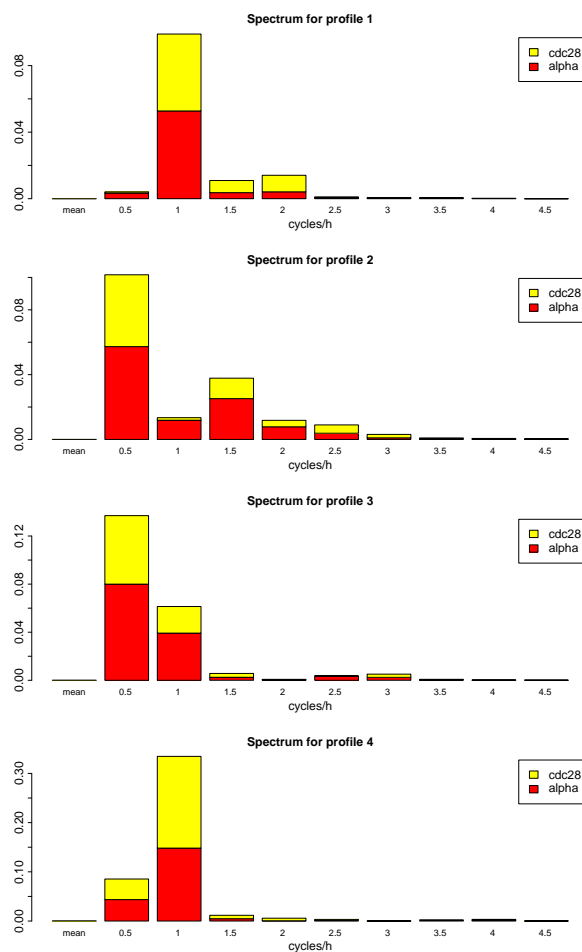 Spectrum for profile 1
cdc28
alpha
0.00 0.04 0.08
mean 0.5 1 1.5 2 2.5 3 3.5 4 4.5
cycles/h
Spectrum for profile 2
cdc28
alpha
0.00 0.04 0.08
mean 0.5 1 1.5 2 2.5 3 3.5 4 4.5
cycles/h
Spectrum for profile 3
cdc28
alpha
0.00 0.04 0.08 0.12
mean 0.5 1 1.5 2 2.5 3 3.5 4 4.5
cycles/h
Spectrum for profile 4
cdc28
alpha
0.00 0.10 0.20 0.30
mean 0.5 1 1.5 2 2.5 3 3.5 4 4.5
cycles/h